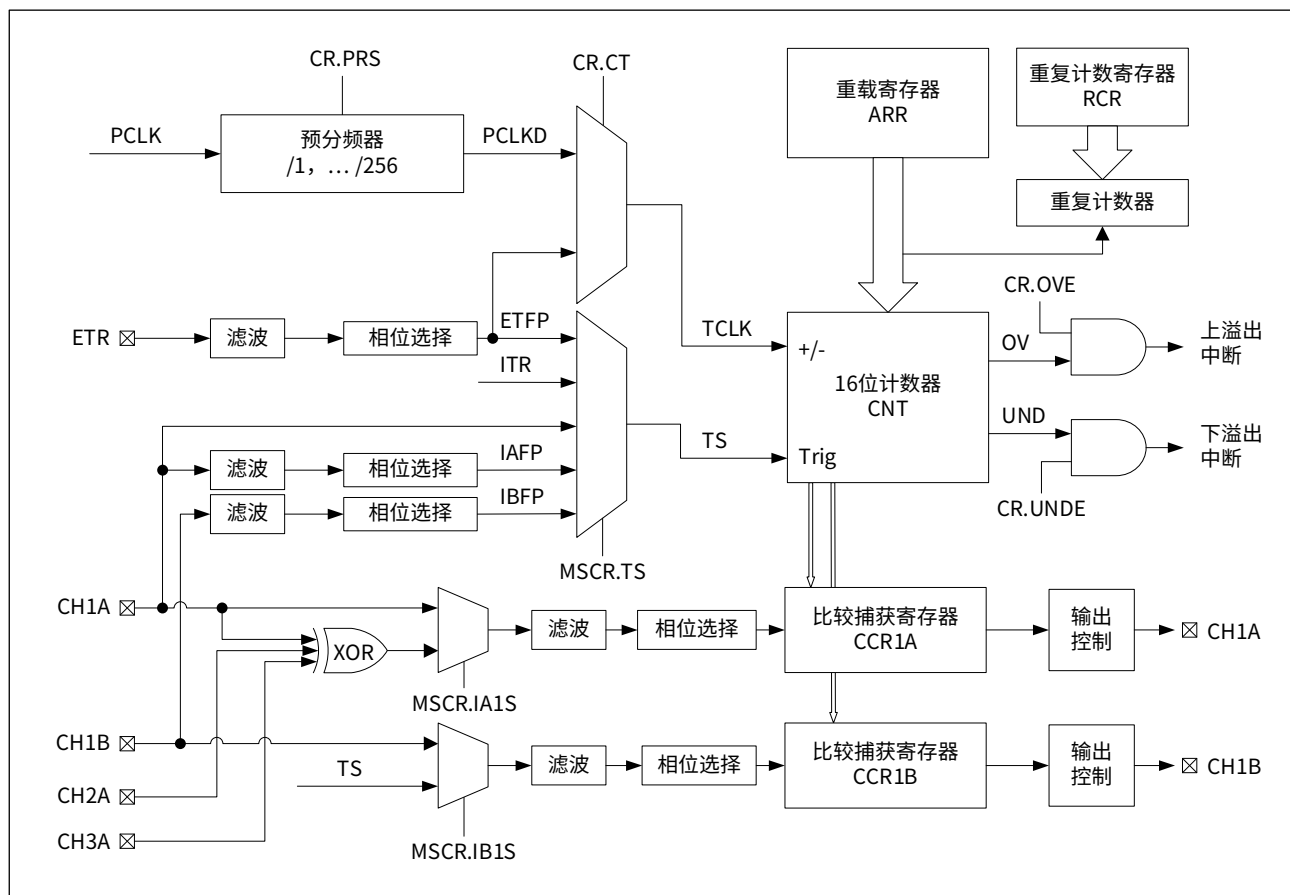 CR.PRS
CR.CT
重载寄存器
ARR
重复计数寄存器
RCR
PCLK
预分频器
/1，… /256
PCLKD
重复计数器
CR.OVE
ETR
滤波
相位选择
ETFP
TCLK
+/-
OV
上溢出
中断
ITR
16位计数器
CNT
UND
TS
Trig
下溢出
中断
滤波
相位选择
IAFP
滤波
相位选择
IBFP
CR.UNDE
MSCR.TS
CH1A
XOR
滤波
相位选择
比较捕获寄存器
CCR1A
输出
控制
CH1A
MSCR.IA1S
CH1B
TS
滤波
相位选择
比较捕获寄存器
CCR1B
输出
控制
CH1B
CH2A
CH3A
MSCR.IB1S